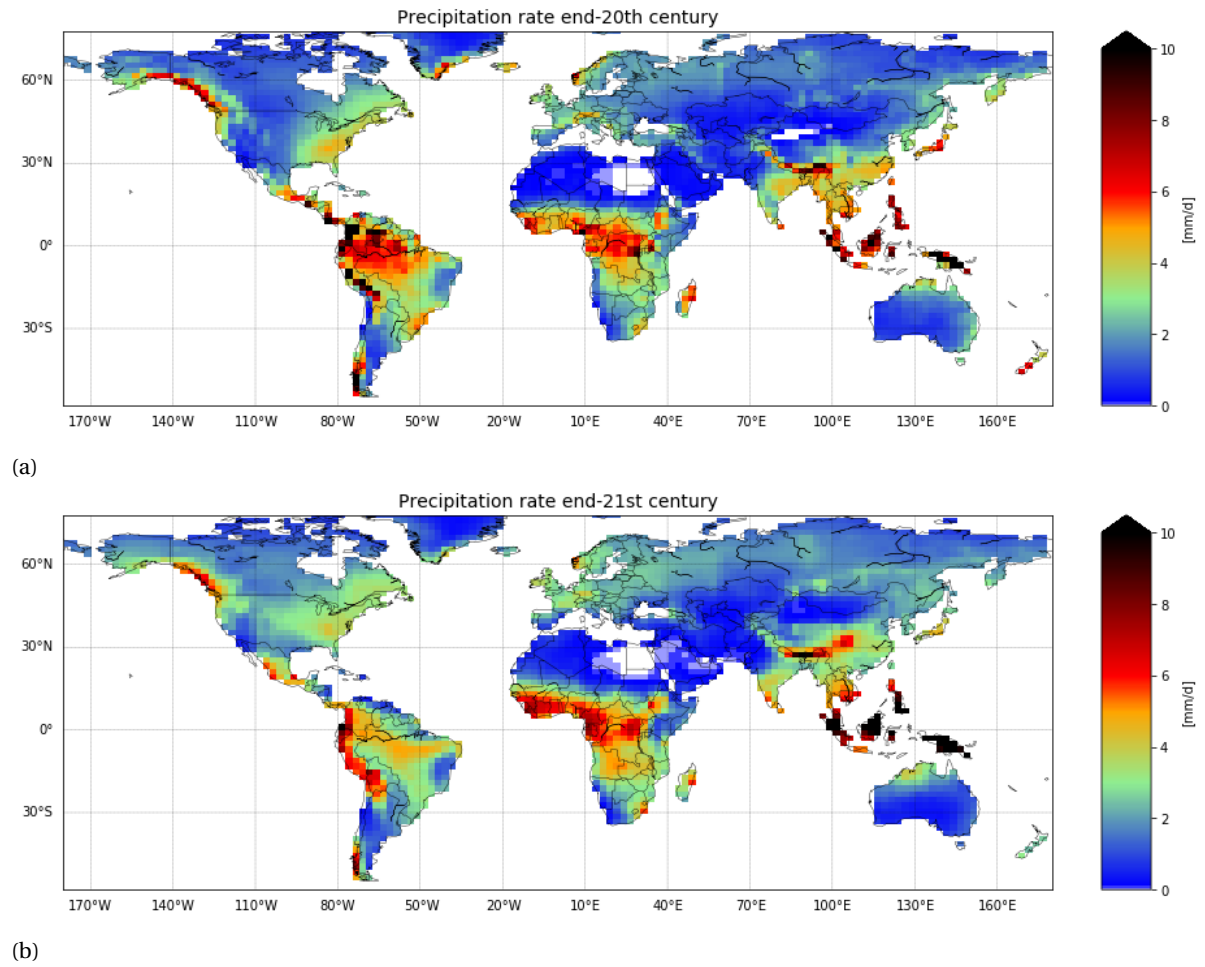 Precipitation rate end-20th century
60°N
30°N
0°
30°S
170°W 140°W 110°W 80°W 50°W 20°W 10°E 40°E 70°E 100°E 130°E 160°E
10
8
6
4
2
0
[mm/d]
(a)
Precipitation rate end-21st century
60°N
30°N
0°
30°S
170°W 140°W 110°W 80°W 50°W 20°W 10°E 40°E 70°E 100°E 130°E 160°E
10
8
6
4
2
0
[mm/d]
(b)